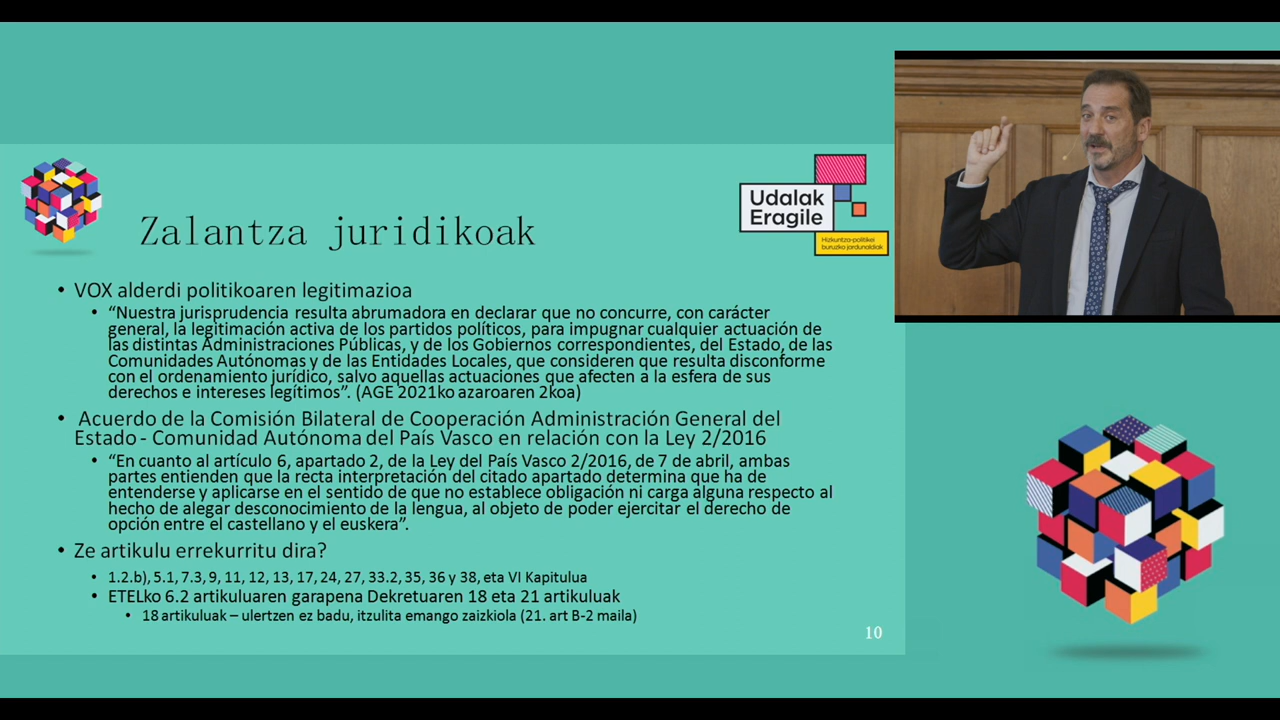 Udalak
Eragile
Hizkuntza-politikei
buruzko jardunaldiak
Zalantza juridikoak
• VOX alderdi politikoaren legitimazioa
• “Nuestra jurisprudencia resulta abrumadora en declarar que no concurre, con carácter
general, la legitimación activa de los partidos políticos, para impugnar cualquier actuación de
las distintas Administraciones Públicas, y de los Gobiernos correspondientes, del Estado, de las
Comunidades Autónomas y de las Entidades Locales, que consideren que resulta disconforme
con el ordenamiento jurídico, salvo aquellas actuaciones que afecten a la esfera de sus
derechos e intereses legítimos”. (AGE 2021ko azaroaren 2koa)
• Acuerdo de la Comisión Bilateral de Cooperación Administración General del
Estado - Comunidad Autónoma del País Vasco en relación con la Ley 2/2016
• “En cuanto al artículo 6, apartado 2, de la Ley del País Vasco 2/2016, de 7 de abril, ambas
partes entienden que la recta interpretación del citado apartado determina que ha de
entenderse y aplicarse en el sentido de que no establece obligación ni carga alguna respecto al
hecho de alegar desconocimiento de la lengua, al objeto de poder ejercitar el derecho de
opción entre el castellano y el euskera”.
• Ze artikulu errekurritu dira?
• 1.2.b), 5.1, 7.3, 9, 11, 12, 13, 17, 24, 27, 33.2, 35, 36 y 38, eta VI Kapitulua
• ETELko 6.2 artikuluaren garapena Dekretuaren 18 eta 21 artikuluak
• 18 artikuluak – ulertzen ez badu, itzulita emango zaizkiola (21. art B-2 maila)
10